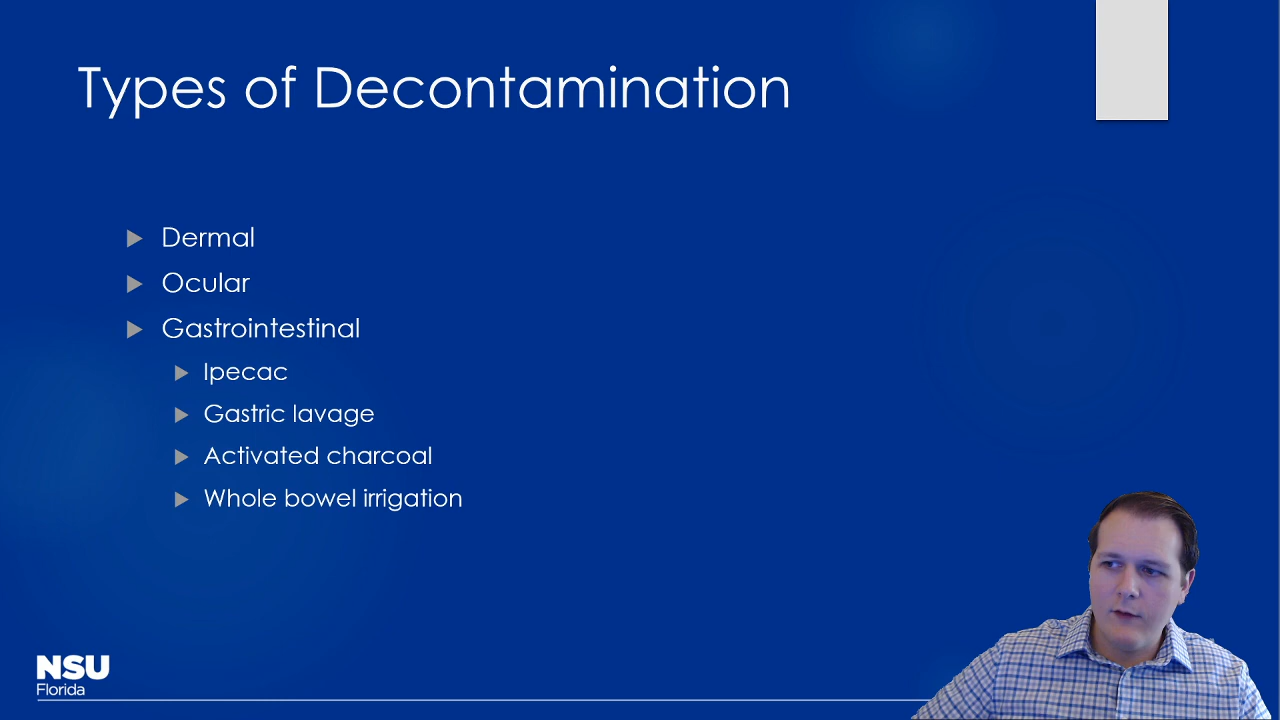 Types of Decontamination
Dermal
Ocular
Gastrointestinal
Ipecac
Gastric lavage
Activated charcoal
Whole bowel irrigation
NSU
Florida